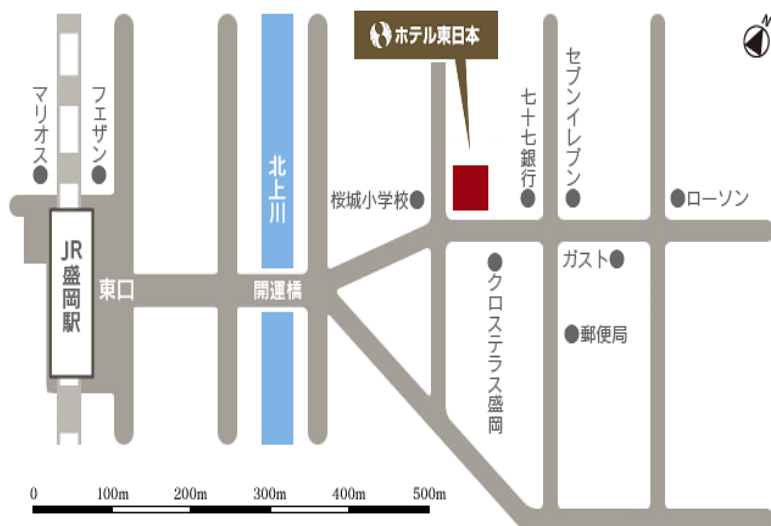 ホテル東日本
N
マリオス
フェザン
北上川
桜城小学校
七十七銀行
セブンイレブン
ローソン
JR盛岡駅
東口
開運橋
クロステラス盛岡
ガスト
郵便局
0 100m 200m 300m 400m 500m